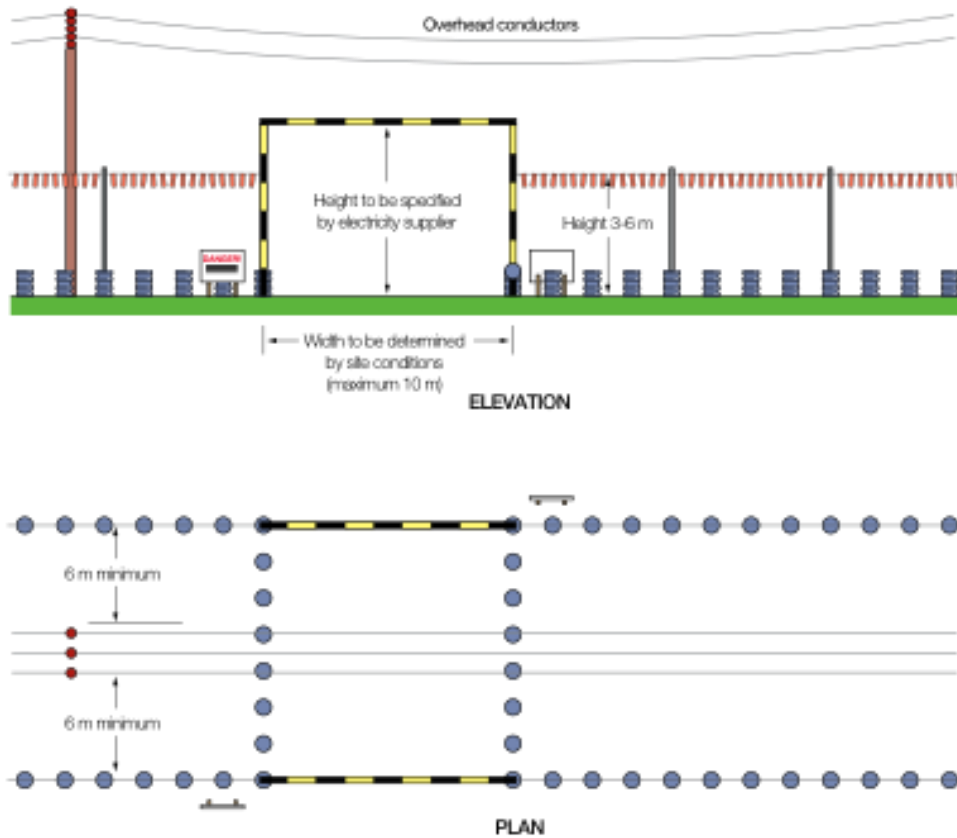 Overhead conductors
Height to be specified
by electricity supplier
Height 3-6 m
DANGER!
Width to be determined
by site conditions
(maximum 10 m)
ELEVATION
6 m minimum
6 m minimum
PLAN